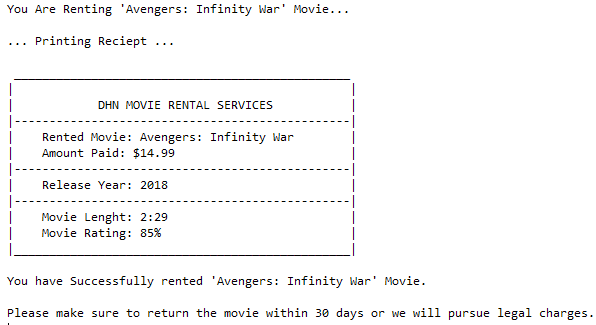 You Are Renting 'Avengers: Infinity War' Movie...
... Printing Reciept ...
DHN MOVIE RENTAL SERVICES
Rented Movie: Avengers: Infinity War
Amount Paid: $14.99
Release Year: 2018
Movie Lenght: 2:29
Movie Rating: 85%
You have Successfully rented 'Avengers: Infinity War' Movie.
Please make sure to return the movie within 30 days or we will pursue legal charges.